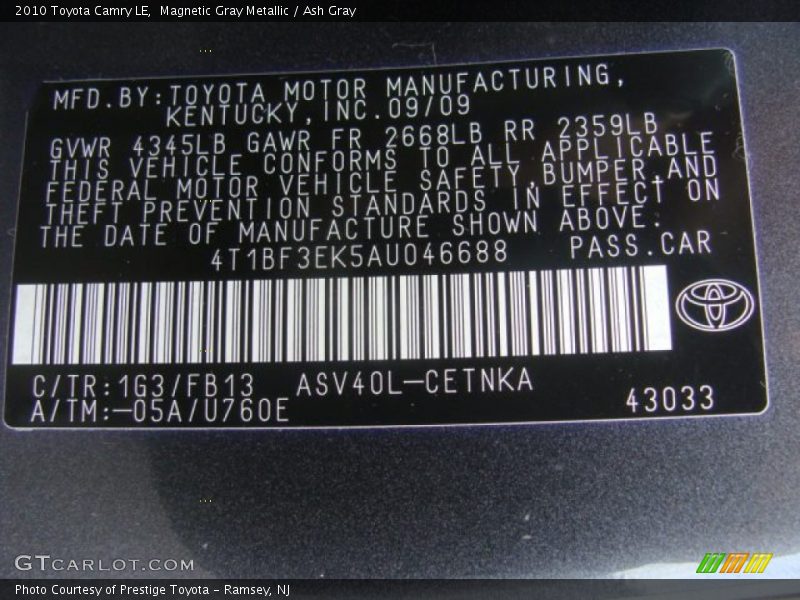 2010 Toyota Camry LE,  Magnetic Gray Metallic / Ash Gray
MFD.BY:TOYOTA MOTOR MANUFACTURING,
KENTUCKY,INC.09/09
GVWR 4345LB GAWR FR 2668LB RR 2359LB
THIS VEHICLE CONFORMS TO ALL APPLICABLE
FEDERAL MOTOR VEHICLE SAFETY,BUMPER,AND
THEFT PREVENTION STANDARDS IN EFFECT ON
THE DATE OF MANUFACTURE SHOWN ABOVE.
4T1BF3EK5AU046688 PASS.CAR
C/TR:1G3/FB13 ASV40L-CETNKA
A/TM:-05A/U760E 43033
GTCARLOT.COM
Photo Courtesy of Prestige Toyota - Ramsey, NJ